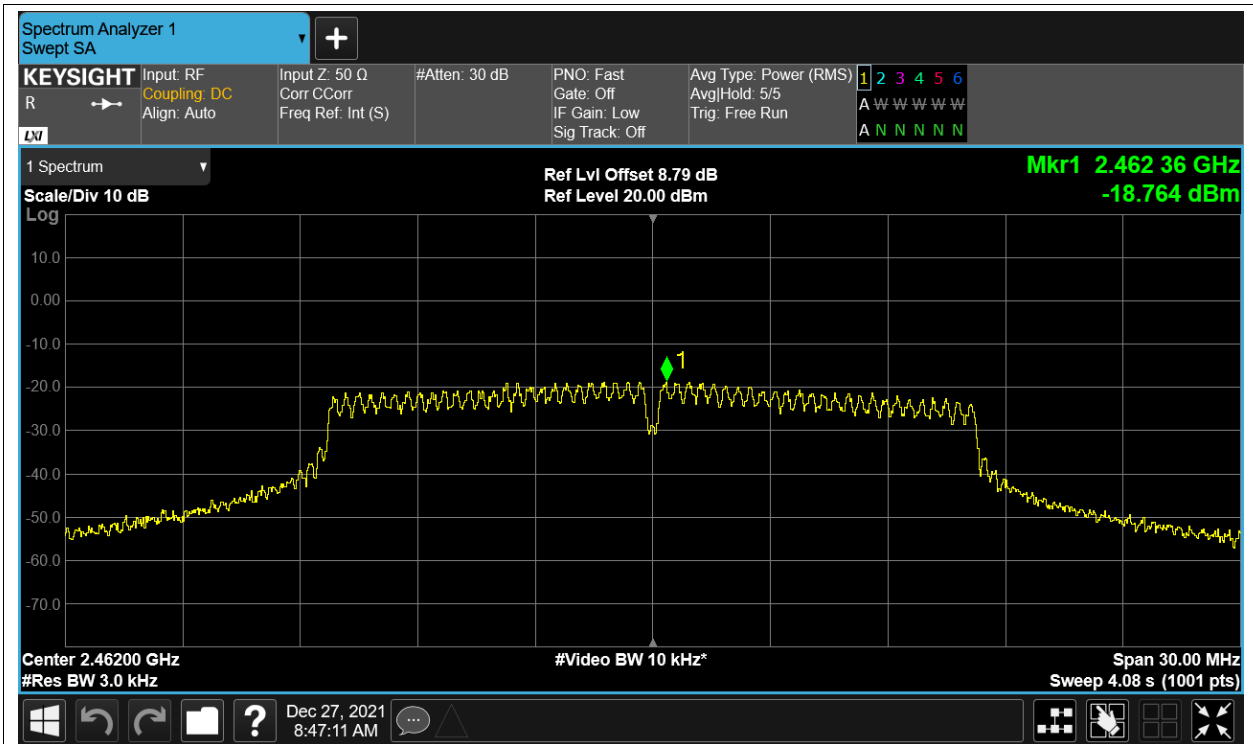 Spectrum Analyzer 1
Swept SA
KEYSIGHT
R
LXI
Input: RF
Coupling: DC
Align: Auto
Input Z: 50 Ω
Corr CCorr
Freq Ref: Int (S)
#Atten: 30 dB
PNO: Fast
Gate: Off
IF Gain: Low
Sig Track: Off
Avg Type: Power (RMS)
Avg|Hold: 5/5
Trig: Free Run
1 2 3 4 5 6
A W W W W W
A N N N N N
1 Spectrum
Scale/Div 10 dB
Log
Ref Lvl Offset 8.79 dB
Ref Level 20.00 dBm
Mkr1 2.462 36 GHz
-18.764 dBm
10.0
0.00
-10.0
-20.0
-30.0
-40.0
-50.0
-60.0
-70.0
1
Center 2.46200 GHz
#Res BW 3.0 kHz
#Video BW 10 kHz*
Span 30.00 MHz
Sweep 4.08 s (1001 pts)
?
Dec 27, 2021
8:47:11 AM